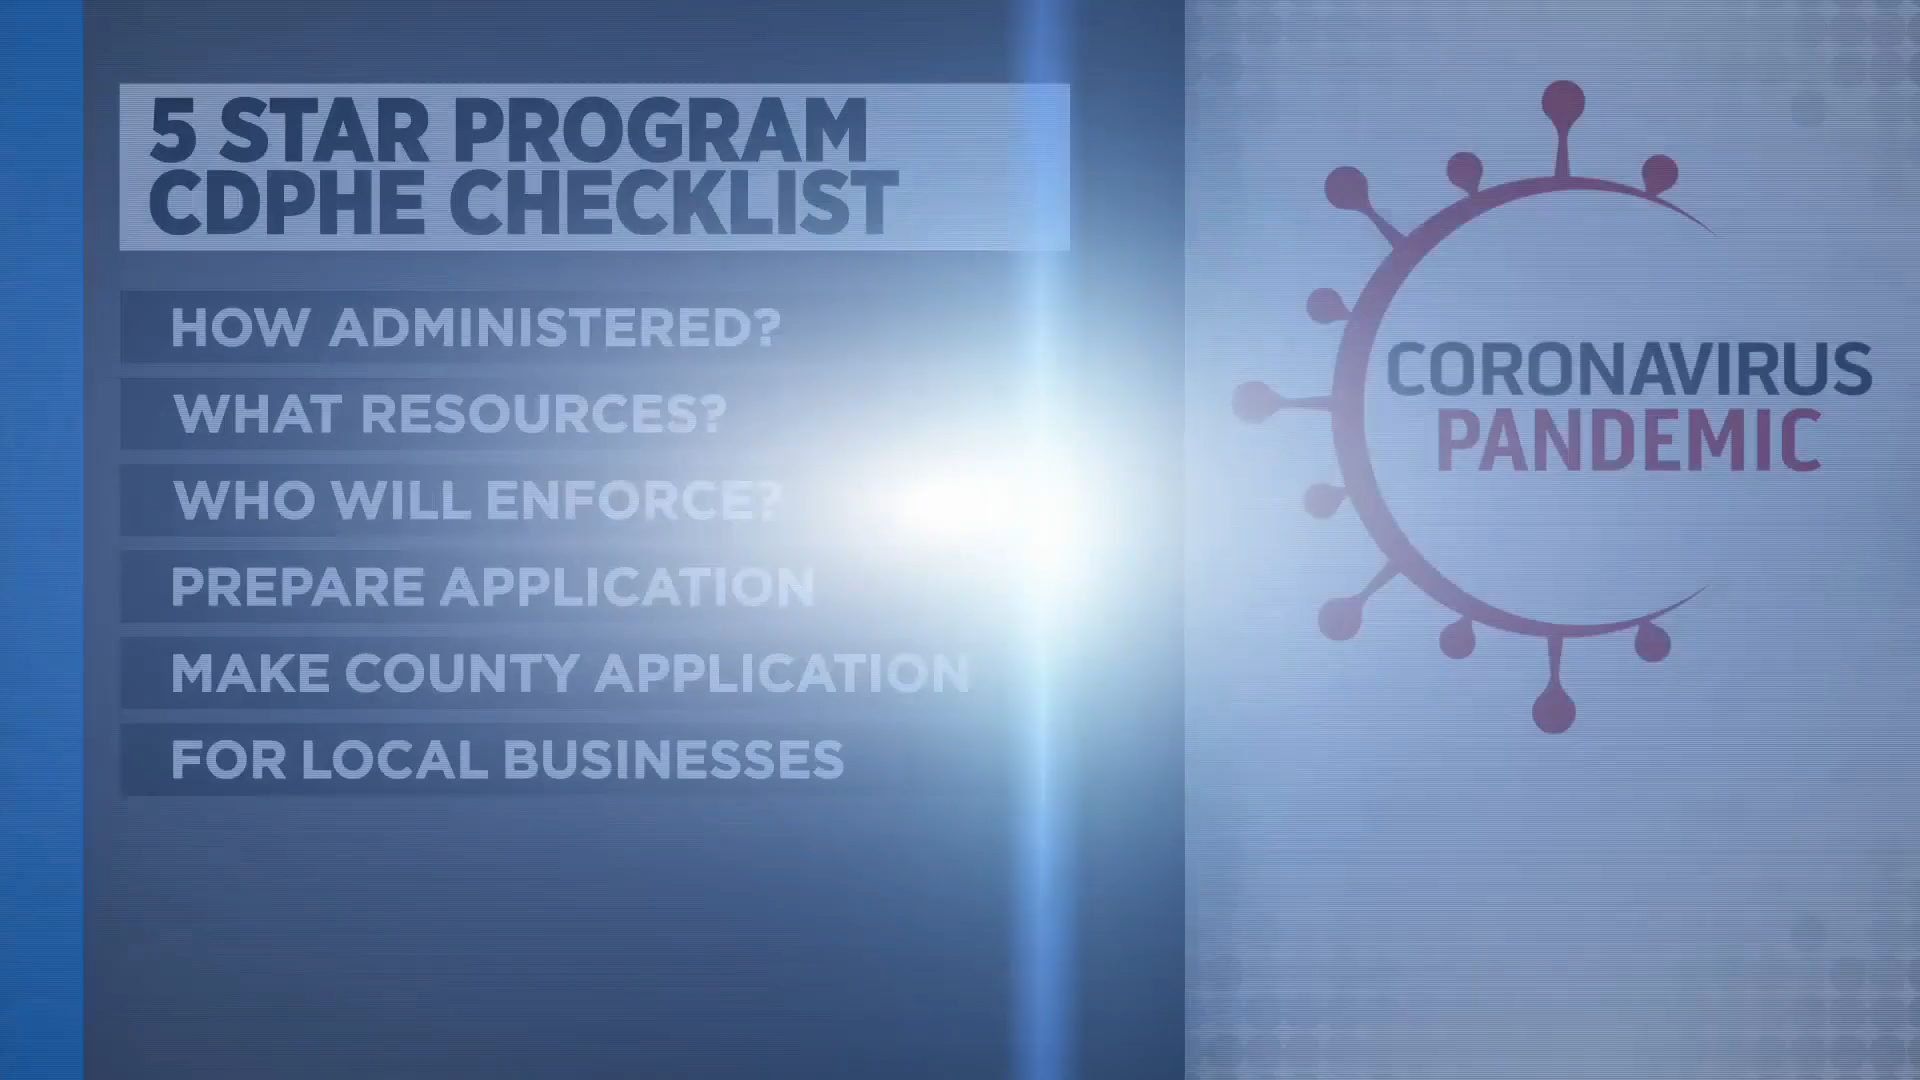 5 STAR PROGRAM
CDPHE CHECKLIST
HOW ADMINISTERED?
WHAT RESOURCES?
WHO WILL ENFORCE?
PREPARE APPLICATION
MAKE COUNTY APPLICATION
FOR LOCAL BUSINESSES
CORONAVIRUS
PANDEMIC